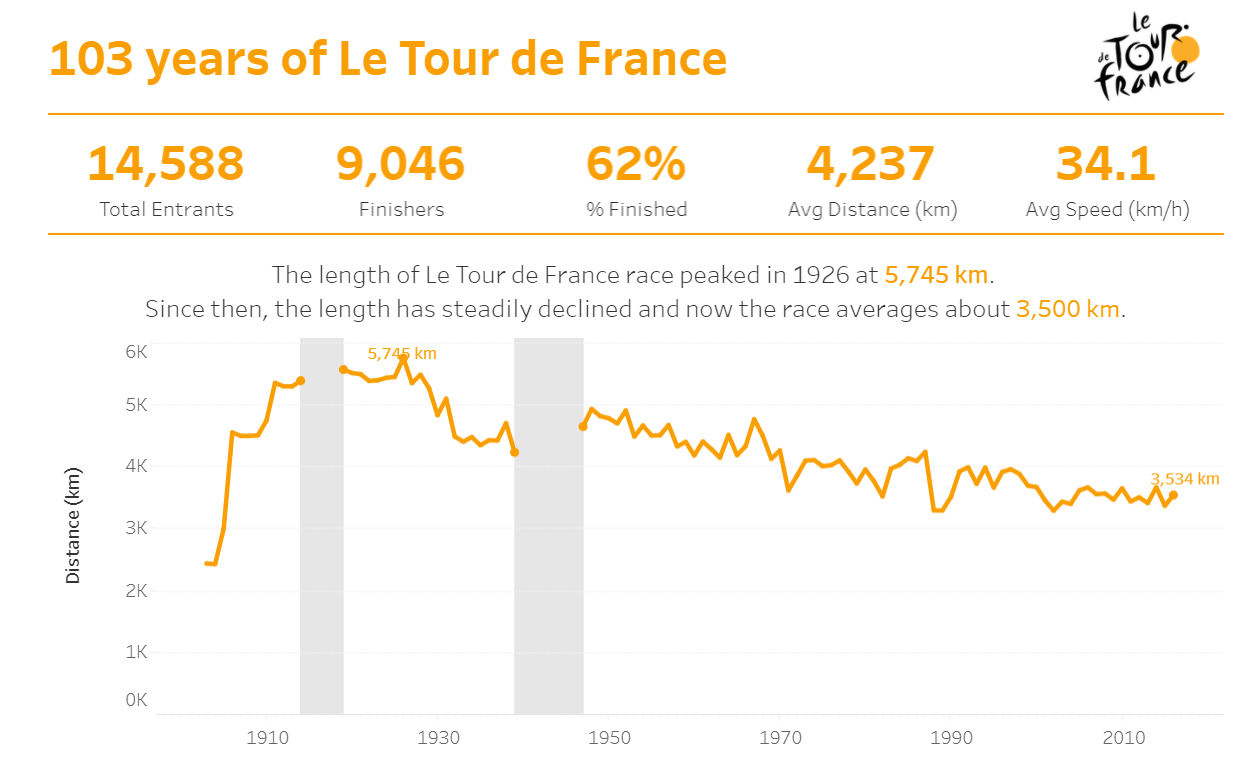 103 years of Le Tour de France
Le
TOUR
de
FRANCE
14,588
9,046
62%
4,237
34.1
Total Entrants
Finishers
% Finished
Avg Distance (km)
Avg Speed (km/h)
The length of Le Tour de France race peaked in 1926 at 5,745 km.
Since then, the length has steadily declined and now the race averages about 3,500 km.
Distance (km)
6K
5K
4K
3K
2K
1K
0K
5,745 km
3,534 km
1910
1930
1950
1970
1990
2010